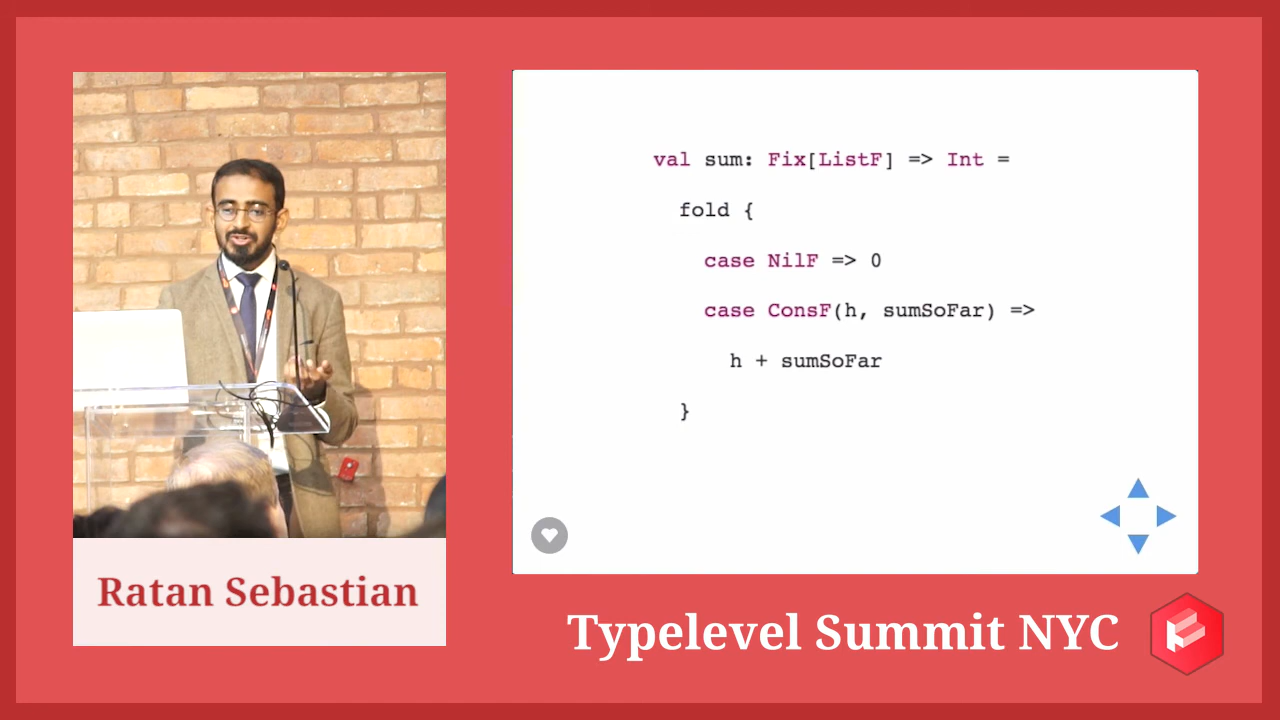 val sum: Fix[ListF] => Int =
fold {
case NilF => 0
case ConsF(h, sumSoFar) =>
h + sumSoFar
}
Ratan Sebastian
Typelevel Summit NYC